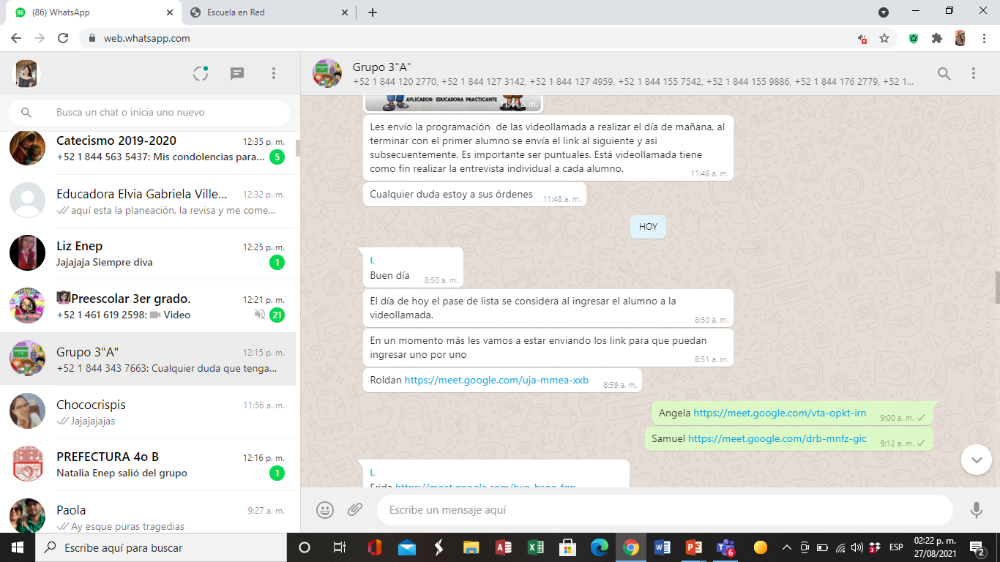 (86) WhatsApp
Escuela en Red
web.whatsapp.com
Grupo 3"A"
+52 1 844 120 2770, +52 1 844 127 3142, +52 1 844 127 4959, +52 1 844 155 7542, +52 1 844 155 9886, +52 1 844 176 2779, +52 1...
Busca un chat o inicia uno nuevo
Catecismo 2019-2020
12:35 p. m.
+52 1 844 563 5437: Mis condolencias para...
5
Educadora Elvia Gabriela Ville...
12:32 p. m.
aquí esta la planeación, la revisa y me come...
Liz Enep
12:25 p. m.
Jajajaja Siempre diva
1
Preescolar 3er grado.
12:21 p. m.
+52 1 461 619 2598: Video
21
Grupo 3"A"
12:15 p. m.
+52 1 844 343 7663: Cualquier duda que tenga...
Chococrispis
11:56 a. m.
Jajajajajas
PREFECTURA 4o B
12:16 p. m.
Natalia Enep salió del grupo
1
Paola
9:27 a. m.
Ay esque puras tragedias
APLICADOR: EDUCADORA PRACTICANTE
11:44 a. m.
Les envío la programación de las videollamada a realizar el día de mañana, al
terminar con el primer alumno se envía el link al siguiente y asi
subsecuentemente. Es importante ser puntuales. Está videollamada tiene
como fin realizar la entrevista individual a cada alumno.
11:48 a. m.
Cualquier duda estoy a sus órdenes
11:48 a. m.
HOY
L
Buen día
8:50 a. m.
El día de hoy el pase de lista se considera al ingresar el alumno a la
videollamada.
8:50 a. m.
En un momento más les vamos a estar enviando los link para que puedan
ingresar uno por uno
8:51 a. m.
Roldan https://meet.google.com/uja-mmea-xxb
8:59 a. m.
Angela https://meet.google.com/vta-opkt-irn
9:00 a. m.
Samuel https://meet.google.com/drb-mnfz-gic
9:12 a. m.
L
Frida https://meet.google.com/
Escribe un mensaje aquí
Escribe aquí para buscar
6
3
ESP
02:22 p. m.
27/08/2021
2